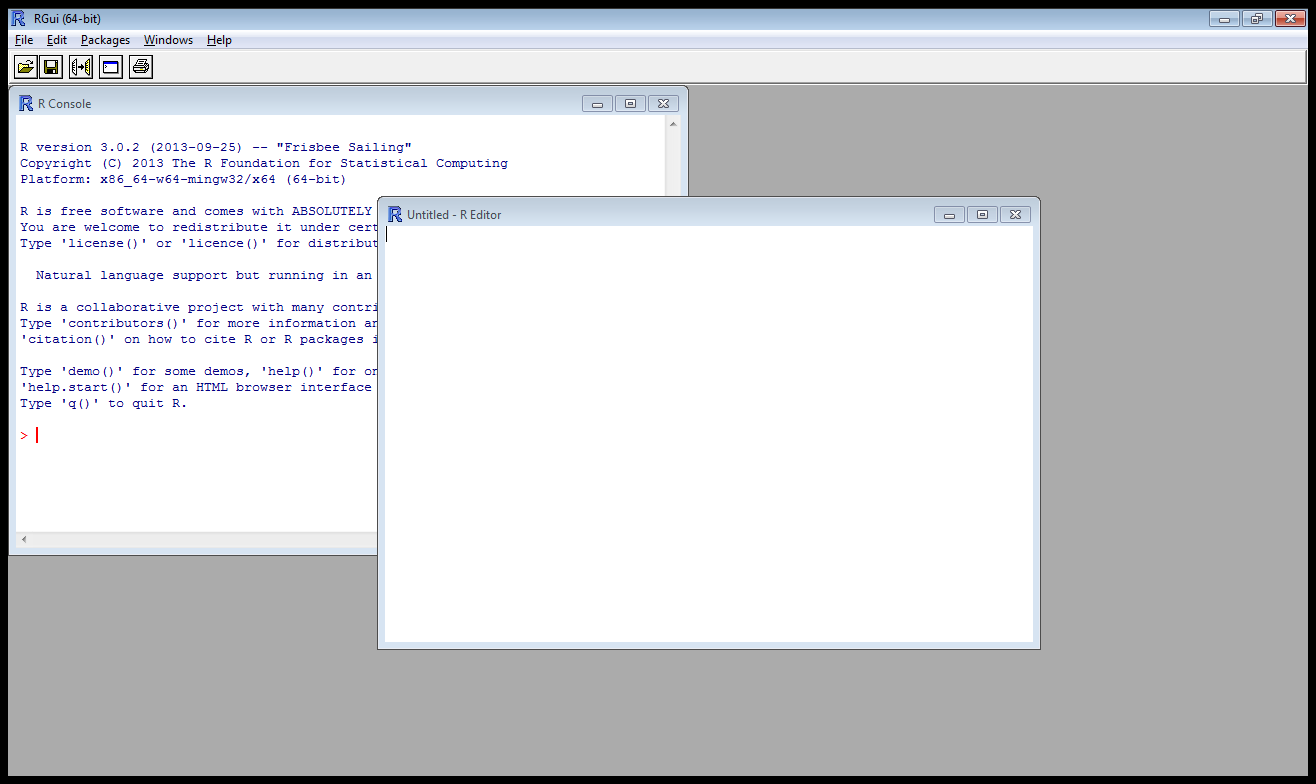 RGui (64-bit)
File Edit Packages Windows Help
R Console
R version 3.0.2 (2013-09-25) -- "Frisbee Sailing"
Copyright (C) 2013 The R Foundation for Statistical Computing
Platform: x86_64-w64-mingw32/x64 (64-bit)
R is free software and comes with ABSOLUTELY
You are welcome to redistribute it under cert
Type 'license()' or 'licence()' for distribut
Natural language support but running in an
R is a collaborative project with many contri
Type 'contributors()' for more information an
'citation()' on how to cite R or R packages i
Type 'demo()' for some demos, 'help()' for on
'help.start()' for an HTML browser interface
Type 'q()' to quit R.
>
Untitled - R Editor